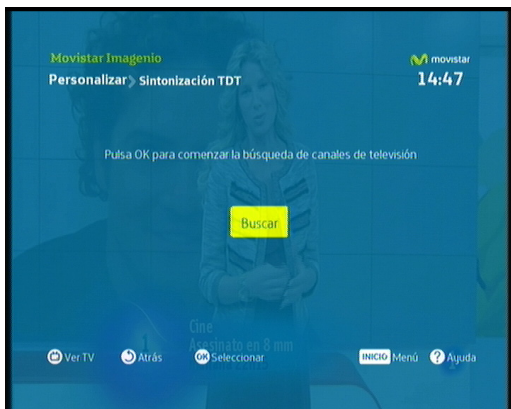 Movistar Imagenio
movistar
Personalizar Sintonización TDT
14:47
Pulsa OK para comenzar la búsqueda de canales de televisión
Buscar
Cine
Asesinato en 8 mm
Ver TV
Atrás
OK Seleccionar
INICIO Menú
? Ayuda